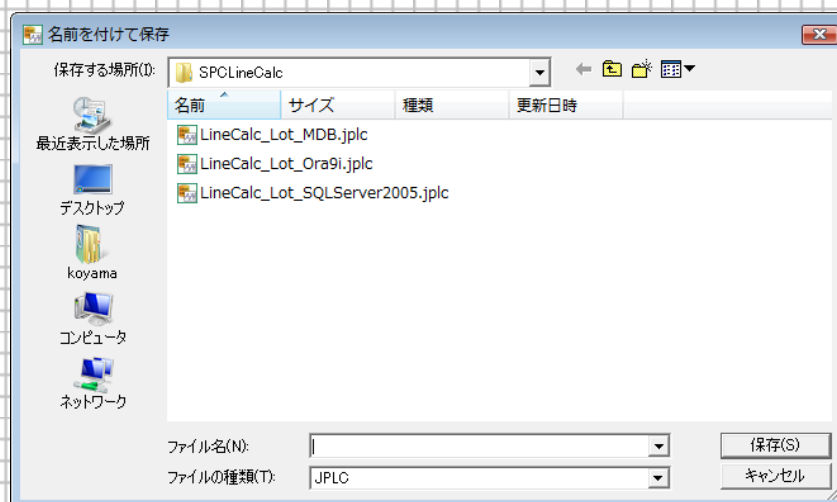 名前を付けて保存
保存する場所(I):
SPCLineCalc
名前 サイズ 種類 更新日時
LineCalc_Lot_MDB.jplc
LineCalc_Lot_Ora9i.jplc
LineCalc_Lot_SQLServer2005.jplc
最近表示した場所
デスクトップ
koyama
コンピュータ
ネットワーク
ファイル名(N):
保存(S)
ファイルの種類(T):
JPLC
キャンセル